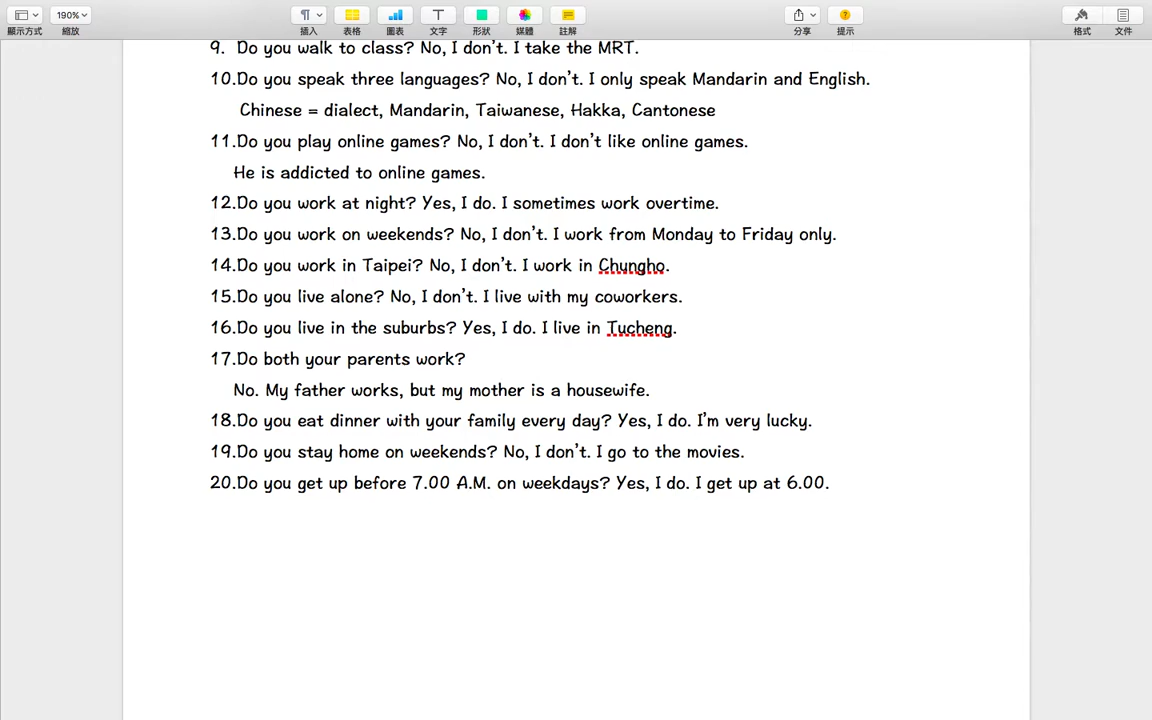 190%
顯示方式
縮放
插入
表格
圖表
文字
形狀
媒體
註解
分享
提示
格式
文件
9. Do you walk to class? No, I don't. I take the MRT.
10.Do you speak three languages? No, I don't. I only speak Mandarin and English.
Chinese = dialect, Mandarin, Taiwanese, Hakka, Cantonese
11.Do you play online games? No, I don't. I don't like online games.
He is addicted to online games.
12.Do you work at night? Yes, I do. I sometimes work overtime.
13.Do you work on weekends? No, I don't. I work from Monday to Friday only.
14.Do you work in Taipei? No, I don't. I work in Chungho.
15.Do you live alone? No, I don't. I live with my coworkers.
16.Do you live in the suburbs? Yes, I do. I live in Tucheng.
17.Do both your parents work?
No. My father works, but my mother is a housewife.
18.Do you eat dinner with your family every day? Yes, I do. I'm very lucky.
19.Do you stay home on weekends? No, I don't. I go to the movies.
20.Do you get up before 7.00 A.M. on weekdays? Yes, I do. I get up at 6.00.